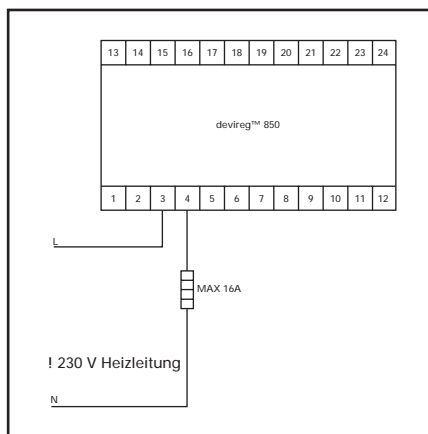 13 14 15 16 17 18 19 20 21 22 23 24
devireg™ 850
1 2 3 4 5 6 7 8 9 10 11 12
L
MAX 16A
! 230 V Heizleitung
N